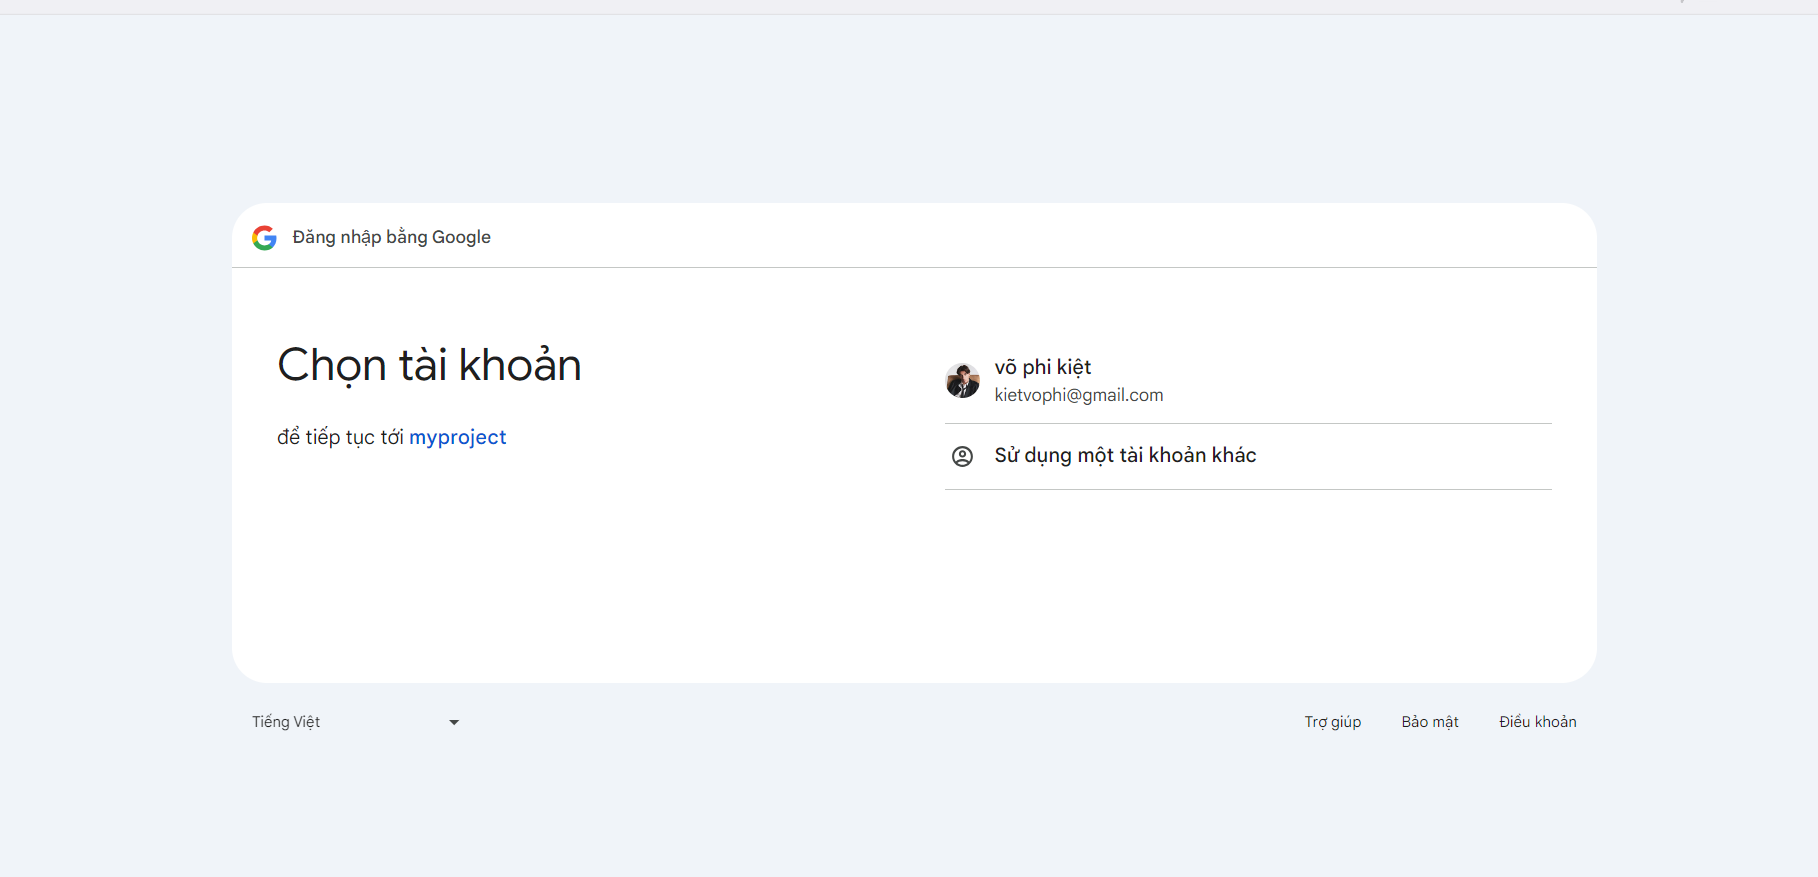 Đăng nhập bằng Google
Chọn tài khoản
để tiếp tục tới myproject
võ phi kiệt
kietvophi@gmail.com
Sử dụng một tài khoản khác
Tiếng Việt
Trợ giúp
Bảo mật
Điều khoản